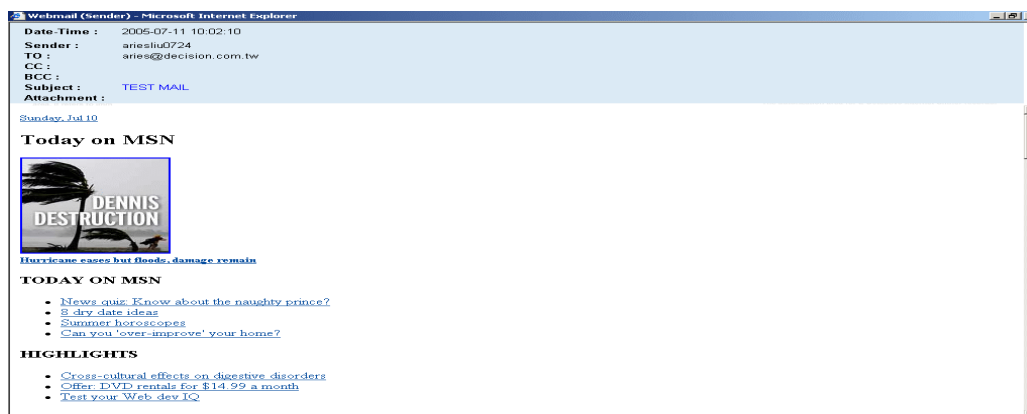 Webmail (Sender) - Microsoft Internet Explorer
Date-Time : 2005-07-11 10:02:10
Sender : ariesliu0724
TO : aries@decision.com.tw
CC :
BCC :
Subject : TEST MAIL
Attachment :
Sunday, Jul 10
Today on MSN
DENNIS
DESTRUCTION
Hurricane eases but floods, damage remain
TODAY ON MSN
News quiz: Know about the naughty prince?
8 dry date ideas
Summer horoscopes
Can you 'over-improve' your home?
HIGHLIGHTS
Cross-cultural effects on digestive disorders
Offer: DVD rentals for $14.99 a month
Test your Web dev IQ